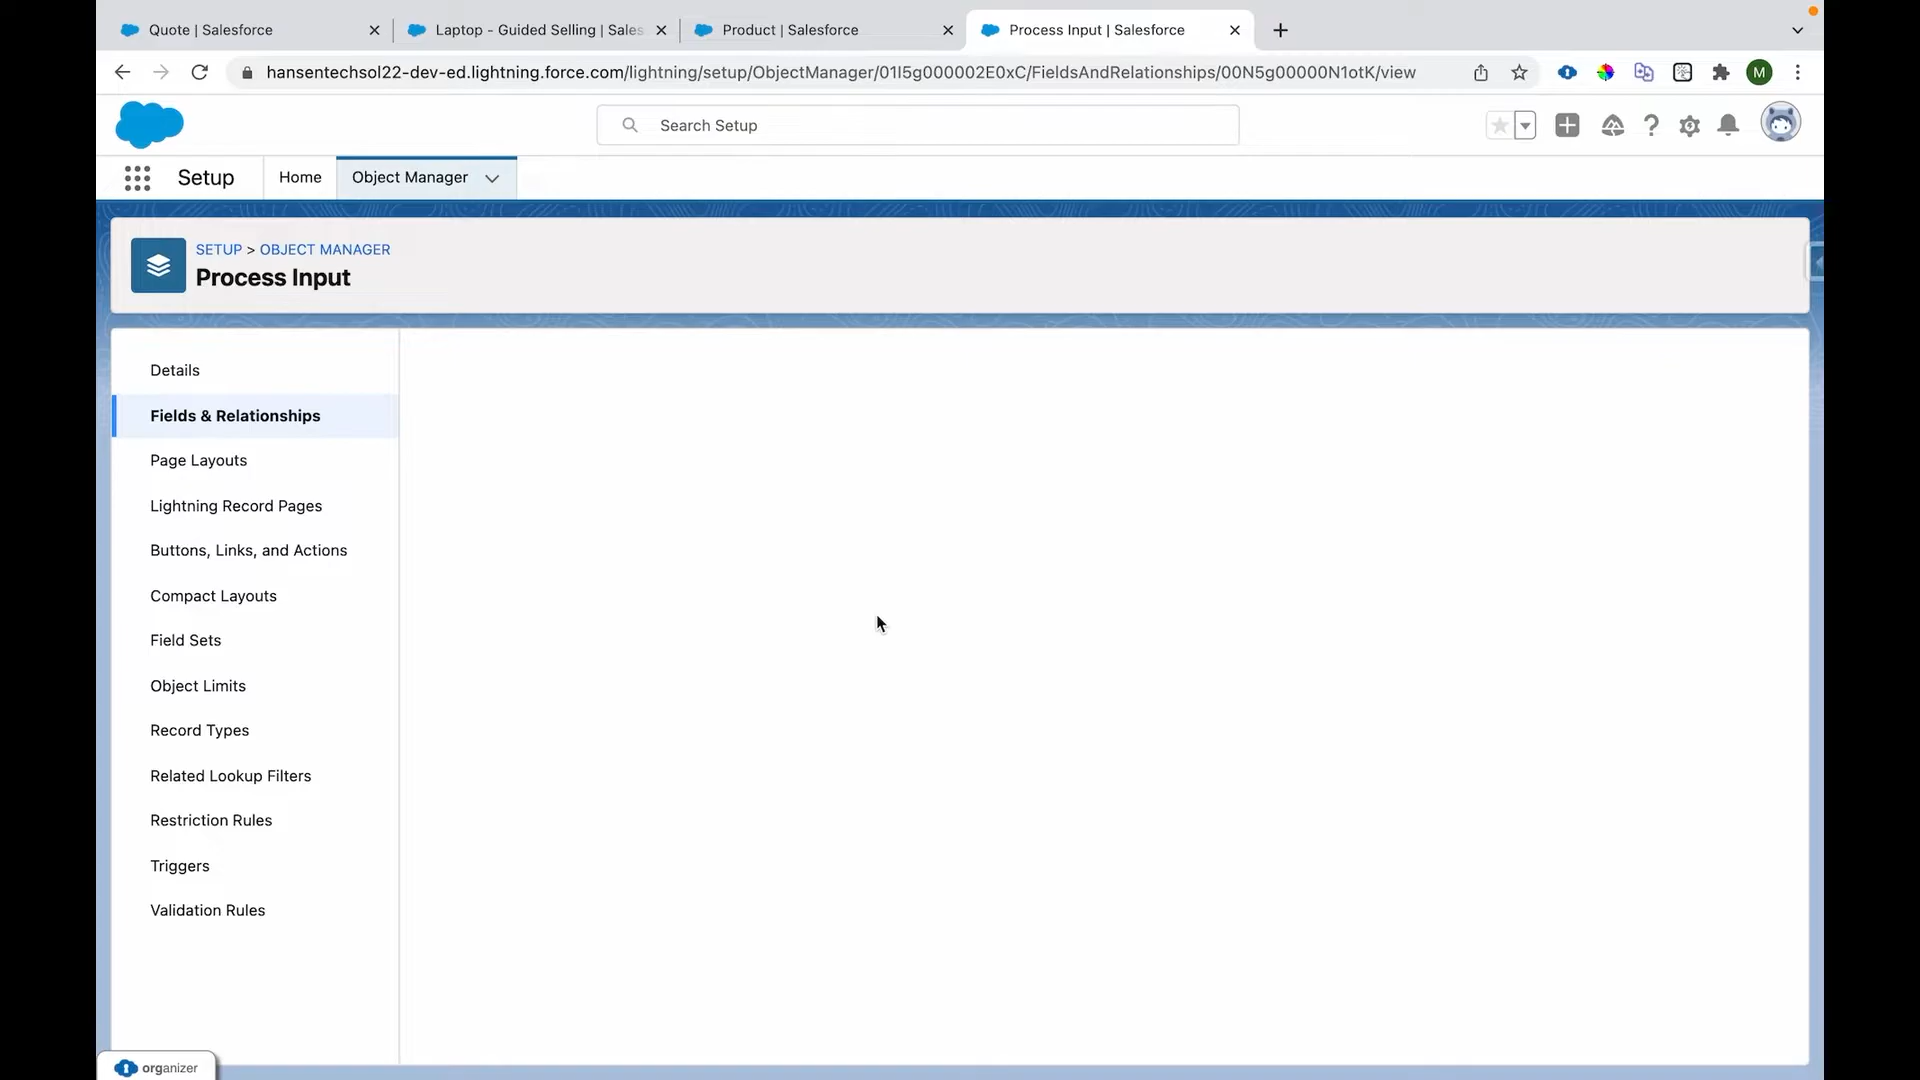 Quote | Salesforce
Laptop - Guided Selling | Sales
Product | Salesforce
Process Input | Salesforce
hansentechsol22-dev-ed.lightning.force.com/lightning/setup/ObjectManager/01I5g000002E0xC/FieldsAndRelationships/00N5g00000N1otK/view
M
Search Setup
Setup
Home
Object Manager
SETUP > OBJECT MANAGER
Process Input
Details
Fields & Relationships
Page Layouts
Lightning Record Pages
Buttons, Links, and Actions
Compact Layouts
Field Sets
Object Limits
Record Types
Related Lookup Filters
Restriction Rules
Triggers
Validation Rules
organizer